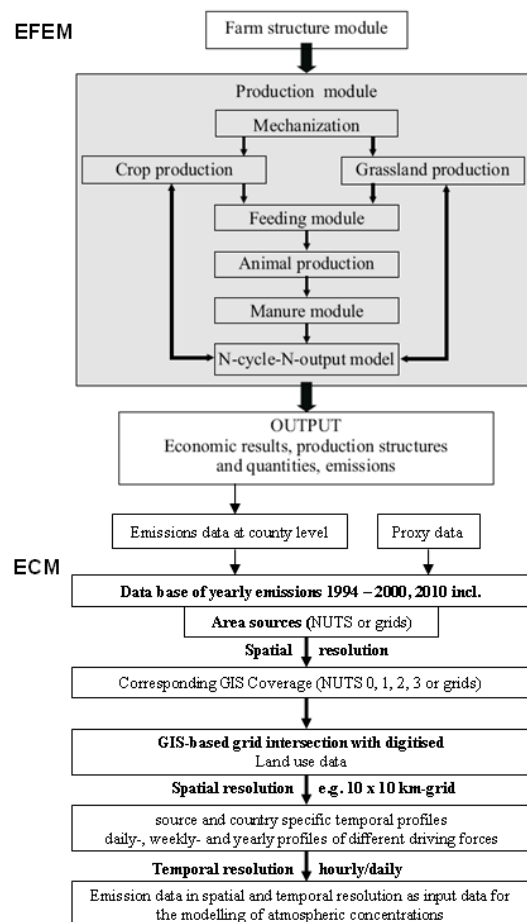 EFEM
Farm structure module
Production module
Mechanization
Crop production
Grassland production
Feeding module
Animal production
Manure module
N-cycle-N-output model
OUTPUT
Economic results, production structures
and quantities, emissions
Emissions data at county level
Proxy data
ECM
Data base of yearly emissions 1994 – 2000, 2010 incl.
Area sources (NUTS or grids)
Spatial resolution
Corresponding GIS Coverage (NUTS 0, 1, 2, 3 or grids)
GIS-based grid intersection with digitised
Land use data
Spatial resolution e.g. 10 x 10 km-grid
source and country specific temporal profiles
daily-, weekly- and yearly profiles of different driving forces
Temporal resolution hourly/daily
Emission data in spatial and temporal resolution as input data for
the modelling of atmospheric concentrations